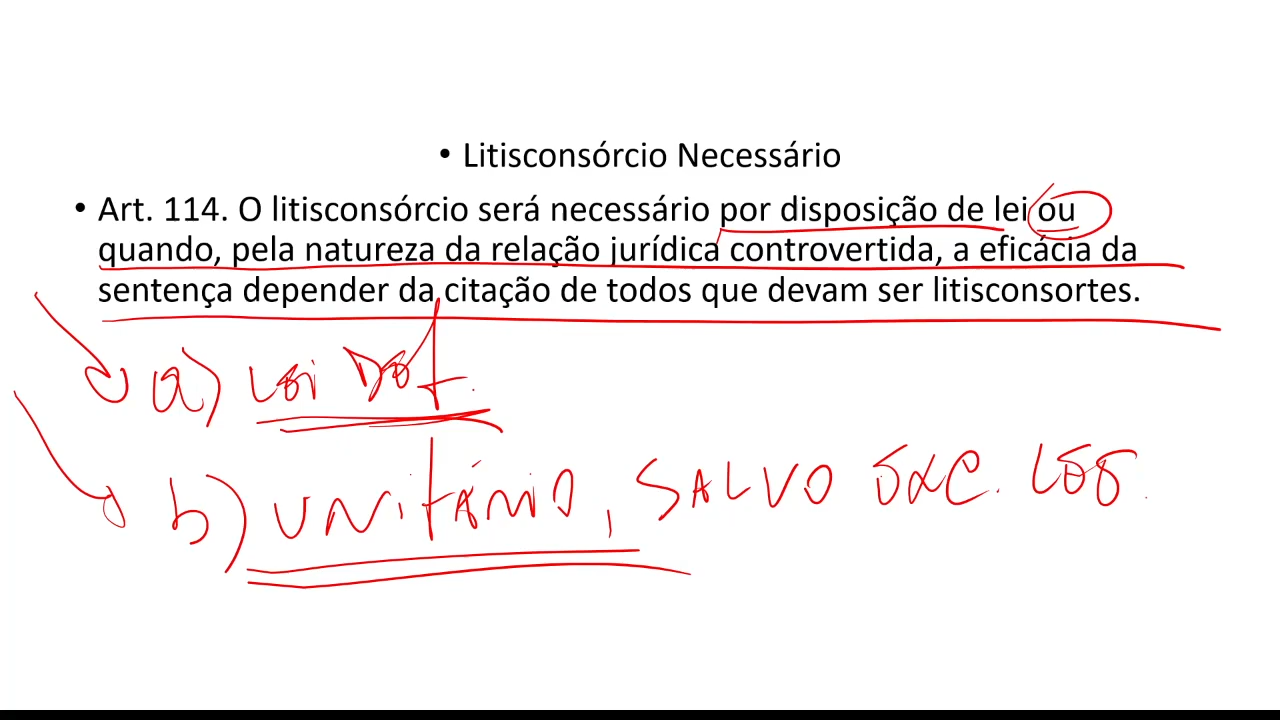 • Litisconsórcio Necessário
• Art. 114. O litisconsórcio será necessário por disposição de lei ou
quando, pela natureza da relação jurídica controvertida, a eficácia da
sentença depender da citação de todos que devam ser litisconsortes.
a) LEI DET.
b) UNITÁRIO, SALVO EXC. LEG.